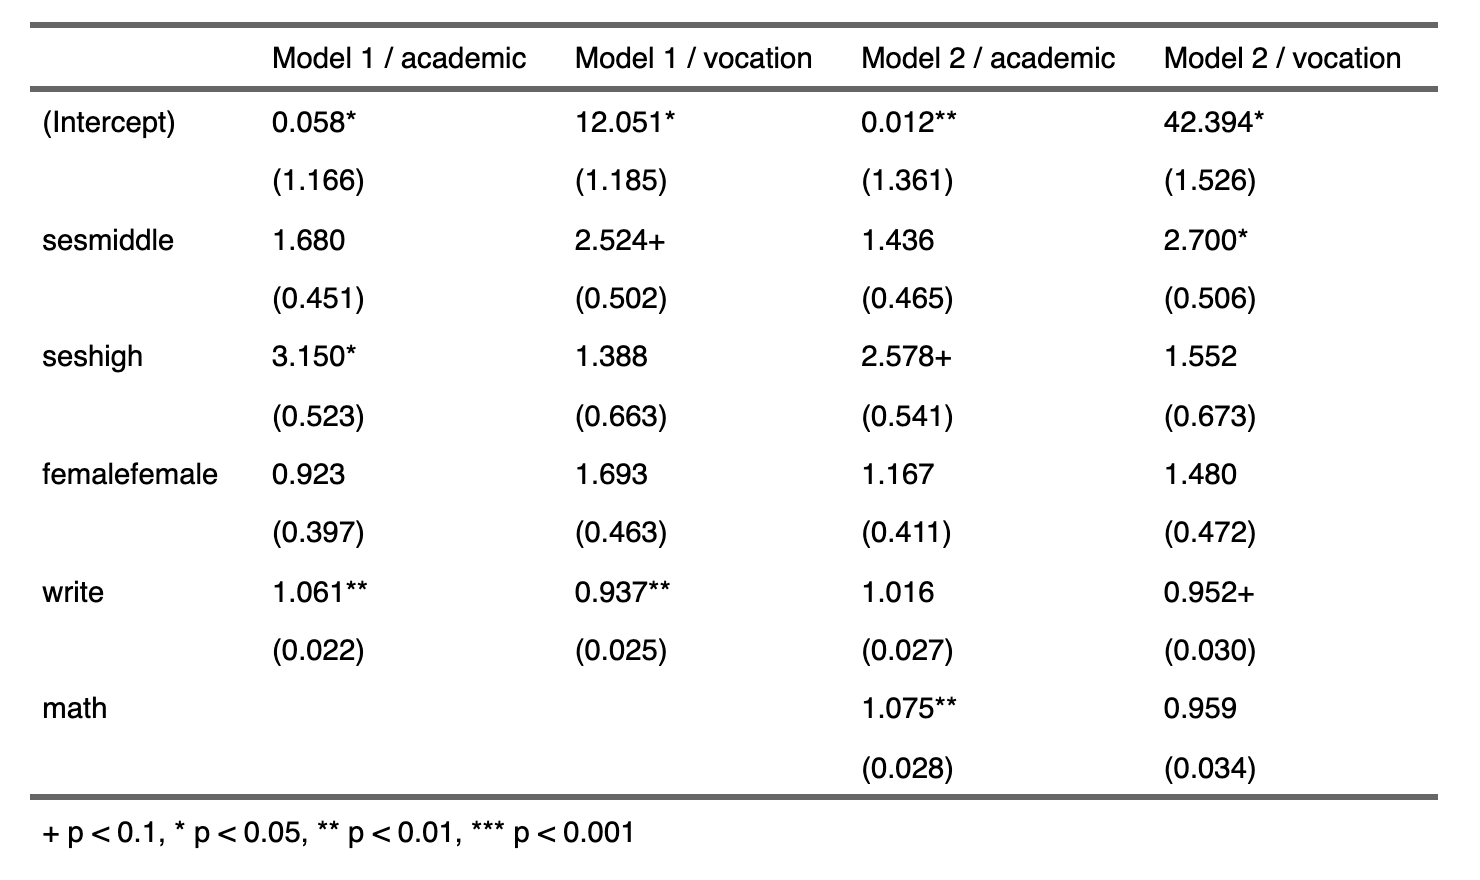 Model 1 / academic Model 1 / vocation Model 2 / academic Model 2 / vocation
(Intercept) 0.058* 12.051* 0.012** 42.394*
(1.166) (1.185) (1.361) (1.526)
sesmiddle 1.680 2.524+ 1.436 2.700*
(0.451) (0.502) (0.465) (0.506)
seshigh 3.150* 1.388 2.578+ 1.552
(0.523) (0.663) (0.541) (0.673)
femalefemale 0.923 1.693 1.167 1.480
(0.397) (0.463) (0.411) (0.472)
write 1.061** 0.937** 1.016 0.952+
(0.022) (0.025) (0.027) (0.030)
math 1.075** 0.959
(0.028) (0.034)
+ p < 0.1, * p < 0.05, ** p < 0.01, *** p < 0.001